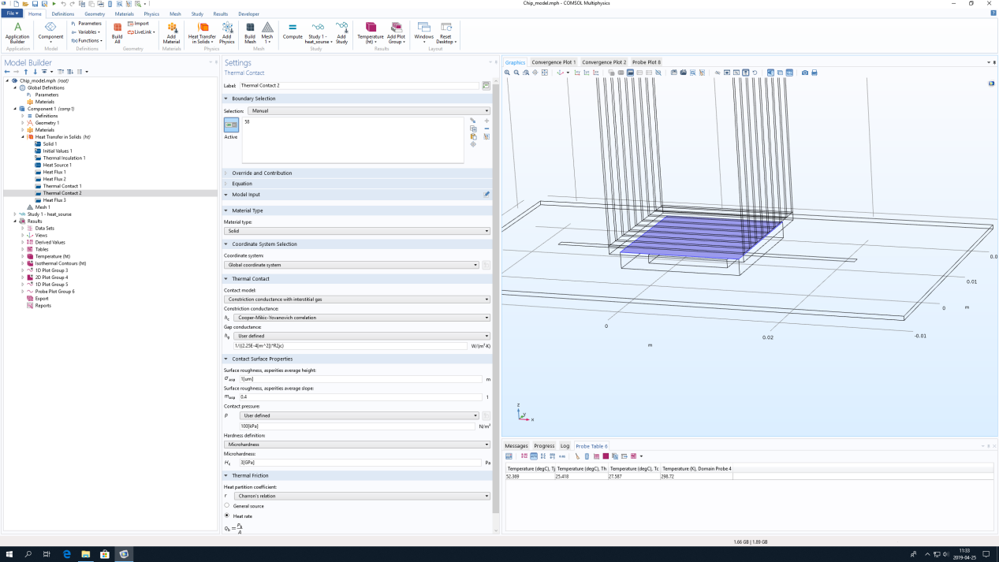 Chip_model.mph - COMSOL Multiphysics
File Home Definitions Geometry Materials Physics Mesh Study Results Developer
Application Builder
Component 1
Pi Parameters
a= Variables
f(x) Functions
Build All
Import
LiveLink
Add Material
Heat Transfer in Solids
Add Physics
Build Mesh
Mesh 1
Compute
Study 1 - heat_sourse
Add Study
Temperature (ht)
Add Plot Group
Windows
Reset Desktop
Application Model Definitions Geometry Materials Physics Mesh Study Results Layout
Model Builder
Chip_model.mph (root)
Global Definitions
Pi Parameters
Materials
Component 1 (comp1)
Definitions
Geometry 1
Materials
Heat Transfer in Solids (ht)
Solid 1
Initial Values 1
Thermal Insulation 1
Heat Source 1
Heat Flux 1
Heat Flux 2
Thermal Contact 1
Thermal Contact 2
Heat Flux 3
Mesh 1
Study 1 - heat_sourse
Results
Data Sets
Views
Derived Values
Tables
Temperature (ht)
Isothermal Contours (ht)
1D Plot Group 3
2D Plot Group 4
1D Plot Group 5
Probe Plot Group 6
Export
Reports
Settings
Thermal Contact
Label: Thermal Contact 2
Boundary Selection
Selection: Manual
58
Active
Override and Contribution
Equation
Model Input
Material Type
Material type:
Solid
Coordinate System Selection
Coordinate system:
Global coordinate system
Thermal Contact
Contact model:
Constriction conductance with interstitial gas
Constriction conductance:
hc Cooper-Mikic-Yovanovich correlation
Gap conductance:
hg User defined
1/((2.25E-4[m^2])*R2jc) W/(m²·K)
Contact Surface Properties
Surface roughness, asperities average height:
σasp 1[um] m
Surface roughness, asperities average slope:
masp 0.4 1
Contact pressure:
p User defined
100[kPa] N/m²
Hardness definition:
Microhardness
Microhardness:
Hc 3[GPa] Pa
Thermal Friction
Heat partition coefficient:
r Charron's relation
General source
Heat rate
Qb = Pb
A
Graphics Convergence Plot 1 Convergence Plot 2 Probe Plot 8
0.0
0.01
0
m
-0.01
0
0.02
m
z
y
x
Messages Progress Log Probe Table 6
Temperature (degC), Tj Temperature (degC), Th Temperature (degC), Tc Temperature (K), Domain Probe 4
52.369 25.418 27.587 298.72
1.66 GB | 1.89 GB
11:33
2019-04-25